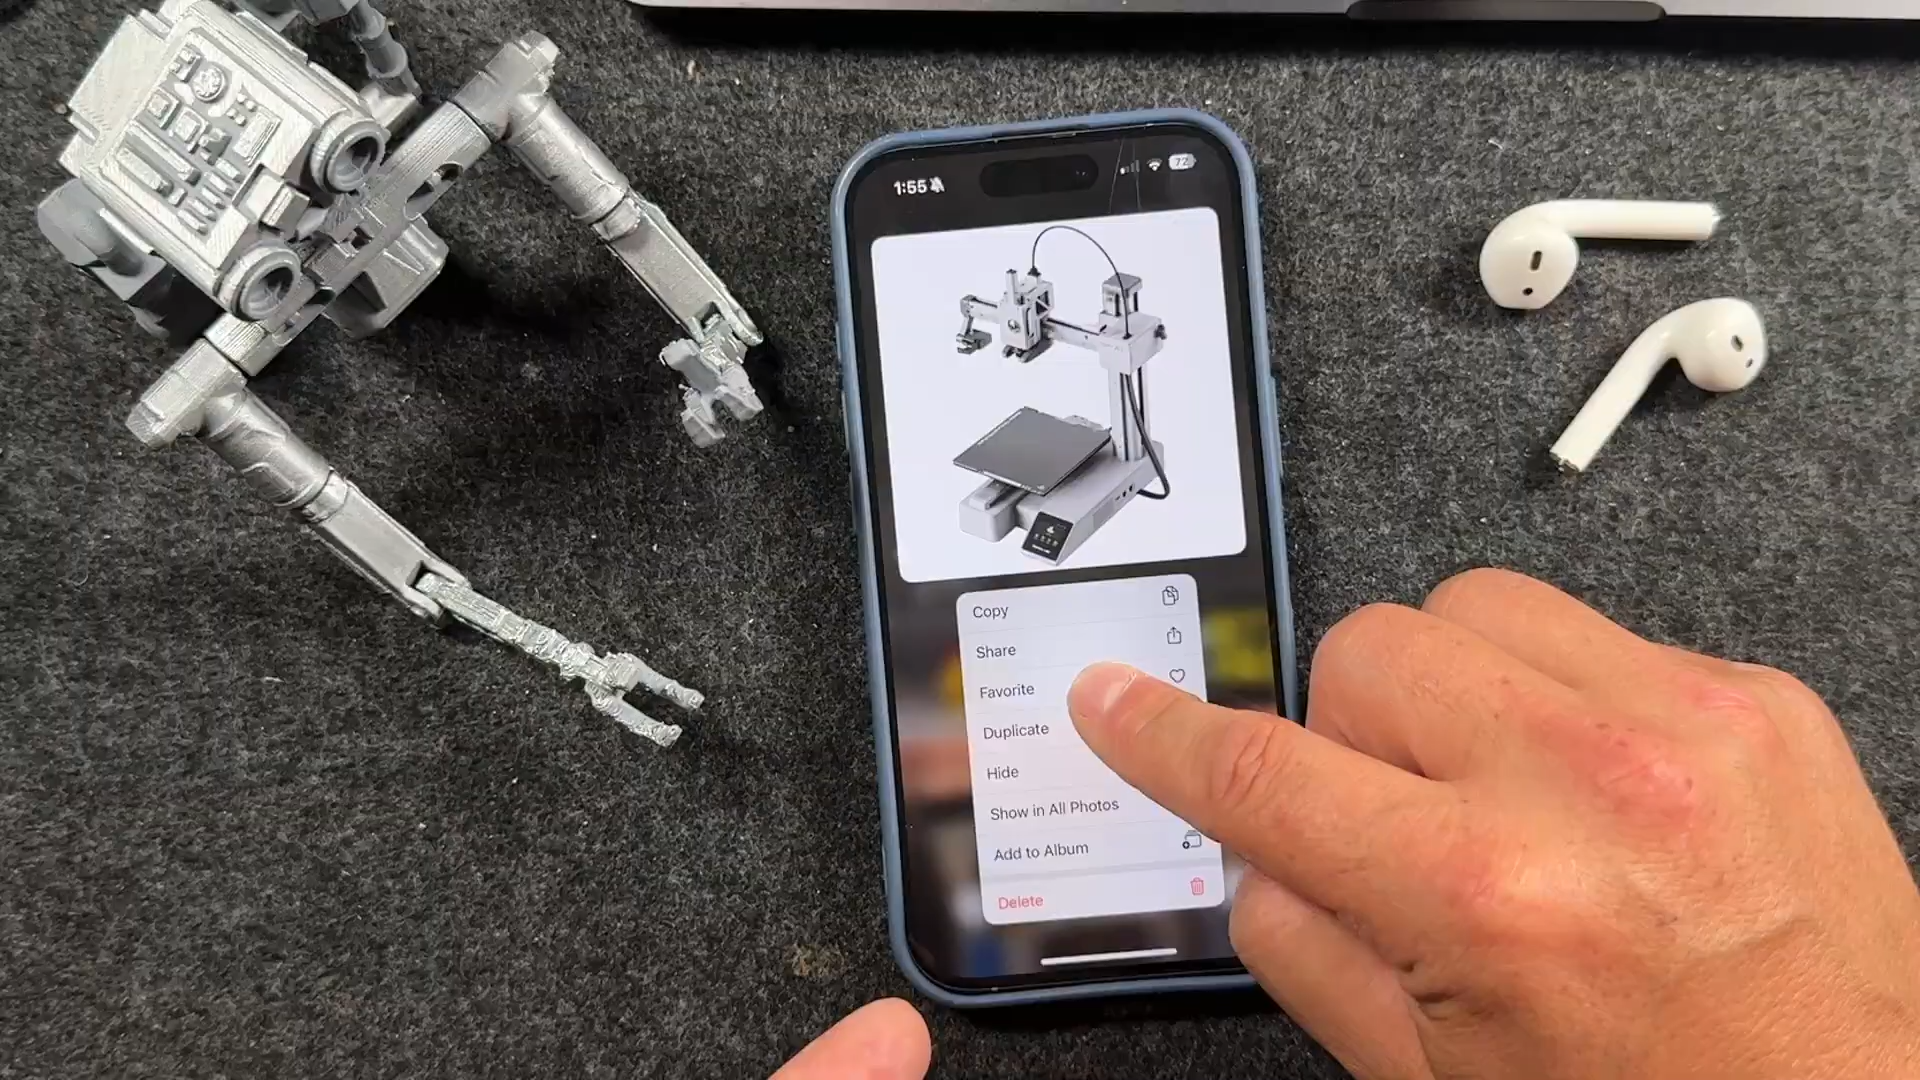 1:55
72
Copy
Share
Favorite
Duplicate
Hide
Show in All Photos
Add to Album
Delete